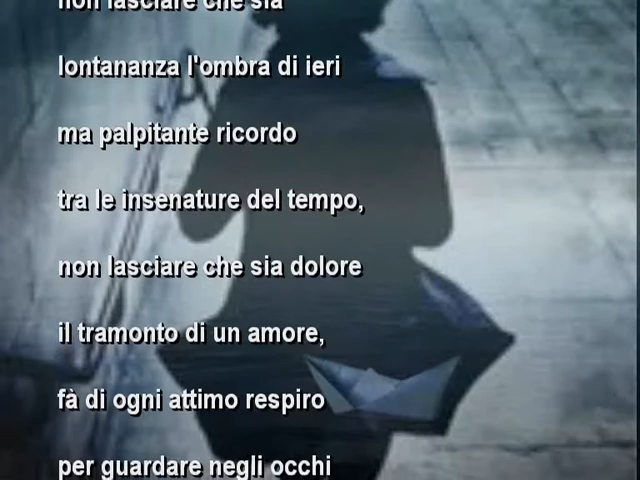 non lasciare che sia
lontananza l'ombra di ieri
ma palpitante ricordo
tra le insenature del tempo,
non lasciare che sia dolore
il tramonto di un amore,
fà di ogni attimo respiro
per guardare negli occhi